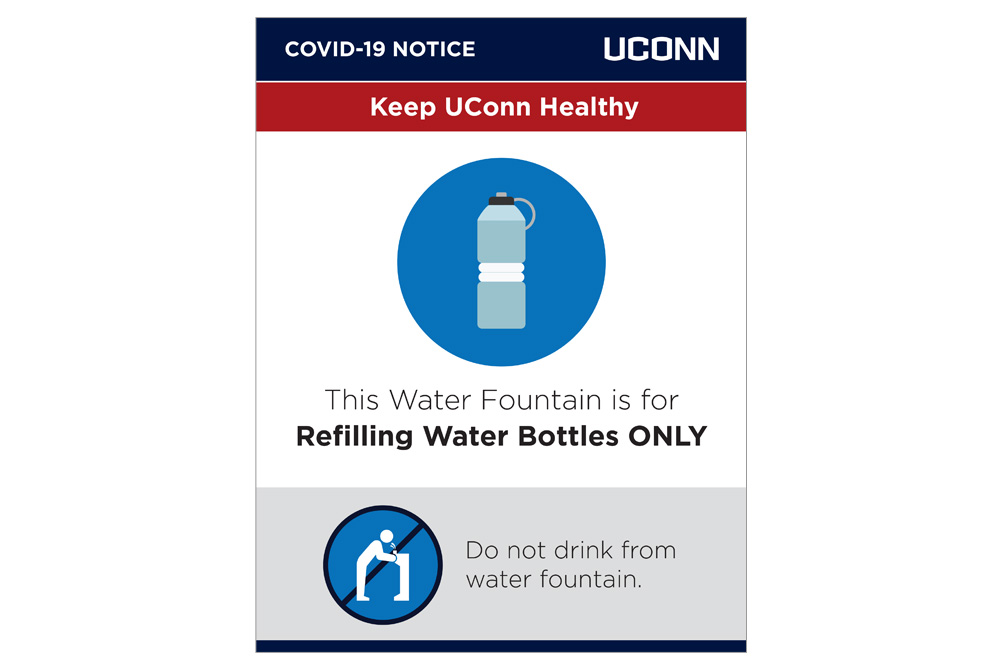 COVID-19 NOTICE
UCONN
Keep UConn Healthy
This Water Fountain is for
Refilling Water Bottles ONLY
Do not drink from
water fountain.